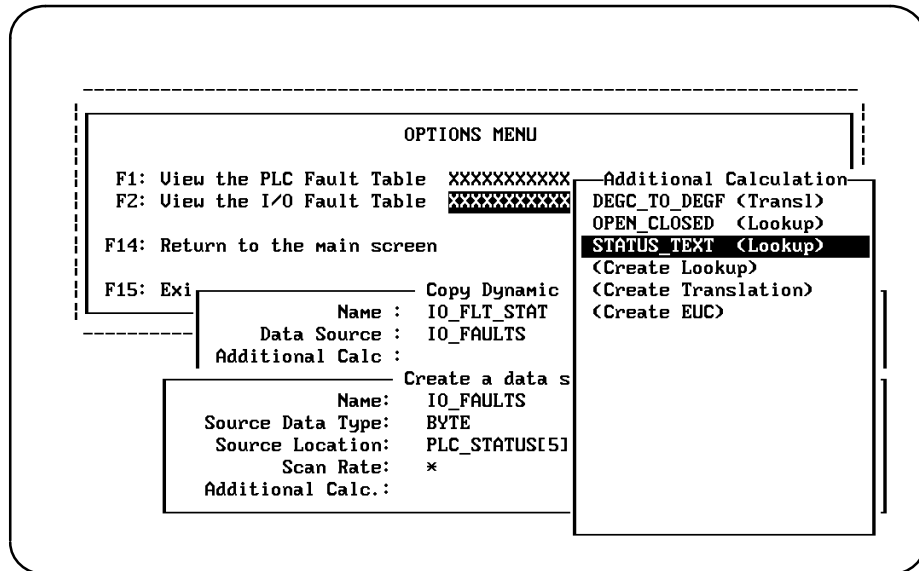 OPTIONS MENU
F1: View the PLC Fault Table XXXXXXXXXXX
F2: View the I/O Fault Table XXXXXXXXXXX
F14: Return to the main screen
F15: Exi
Copy Dynamic
Name : IO_FLT_STAT
Data Source : IO_FAULTS
Additional Calc :
Create a data s
Name: IO_FAULTS
Source Data Type: BYTE
Source Location: PLC_STATUS[5]
Scan Rate: *
Additional Calc.:
Additional Calculation
DEGC_TO_DEGF (Transl)
OPEN_CLOSED (Lookup)
STATUS_TEXT (Lookup)
(Create Lookup)
(Create Translation)
(Create EUC)